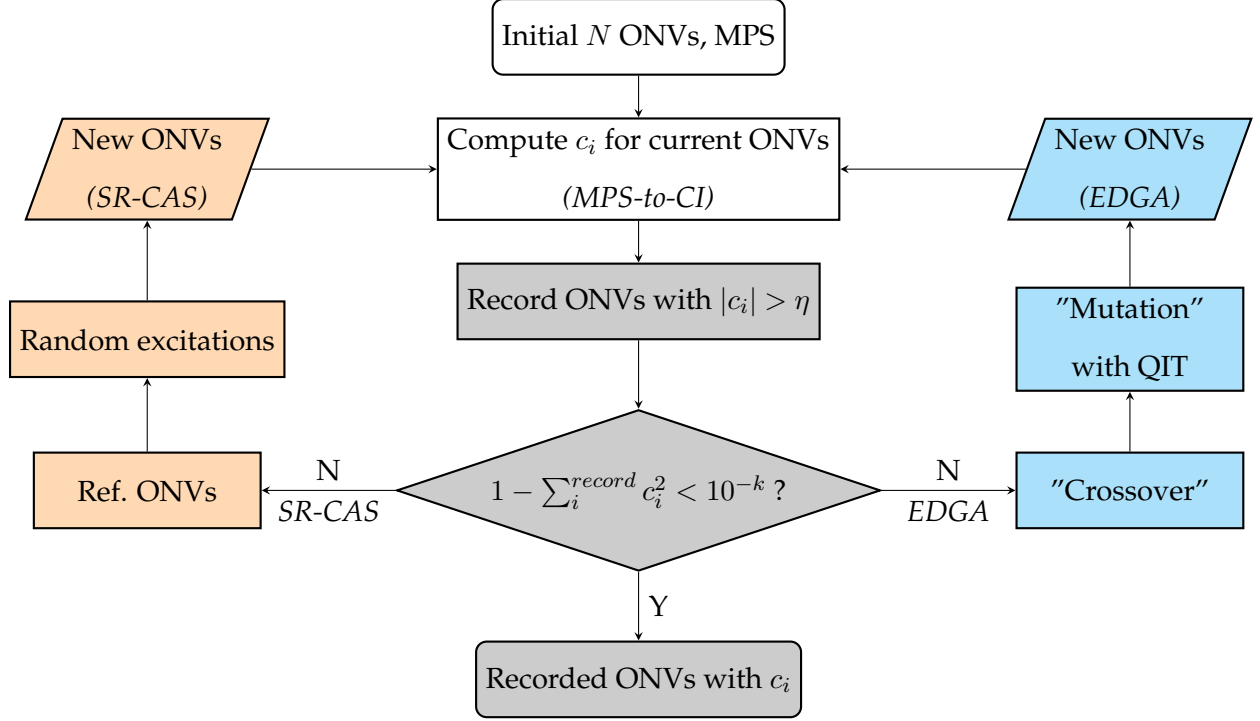 Initial N ONVs, MPS
New ONVs
(SR-CAS)
Compute c_i for current ONVs
(MPS-to-CI)
New ONVs
(EDGA)
Record ONVs with |c_i| > η
Random excitations
”Mutation”
with QIT
Ref. ONVs
N
SR-CAS
1 − ∑_i^{record} c_i^2 < 10^{−k} ?
N
EDGA
”Crossover”
Y
Recorded ONVs with c_i